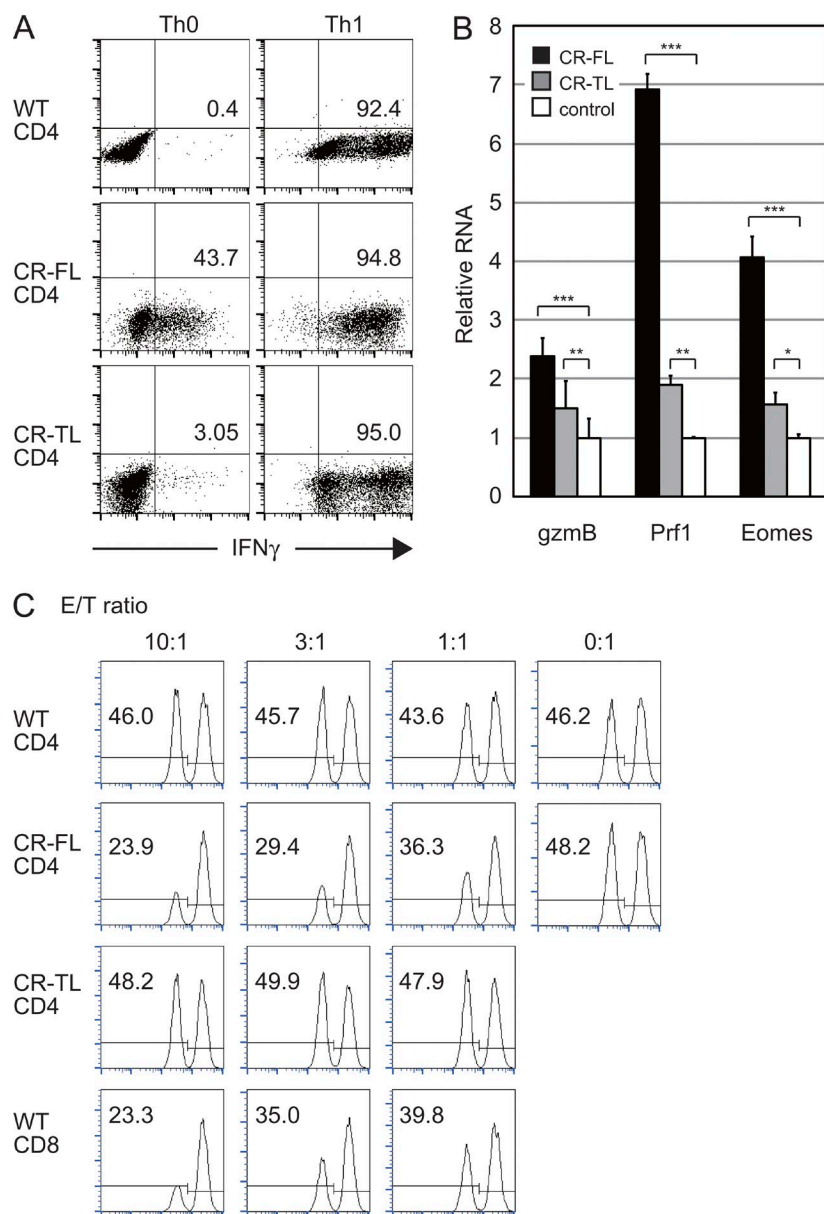 A
Th0 Th1
WT
CD4
0.4 92.4
CR-FL
CD4
43.7 94.8
CR-TL
CD4
3.05 95.0
IFNγ
B
8
7
6
5
4
3
2
1
0
Relative RNA
CR-FL
CR-TL
control
*** ** *** ** *** *
gzmB Prf1 Eomes
C E/T ratio
10:1 3:1 1:1 0:1
WT
CD4
46.0 45.7 43.6 46.2
CR-FL
CD4
23.9 29.4 36.3 48.2
CR-TL
CD4
48.2 49.9 47.9
WT
CD8
23.3 35.0 39.8